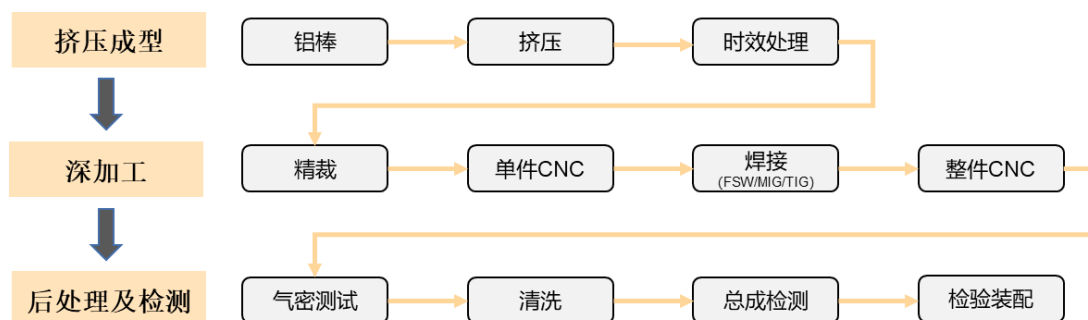 挤压成型
铝棒
挤压
时效处理
深加工
精裁
单件CNC
焊接
(FSW/MIG/TIG)
整件CNC
后处理及检测
气密测试
清洗
总成检测
检验装配